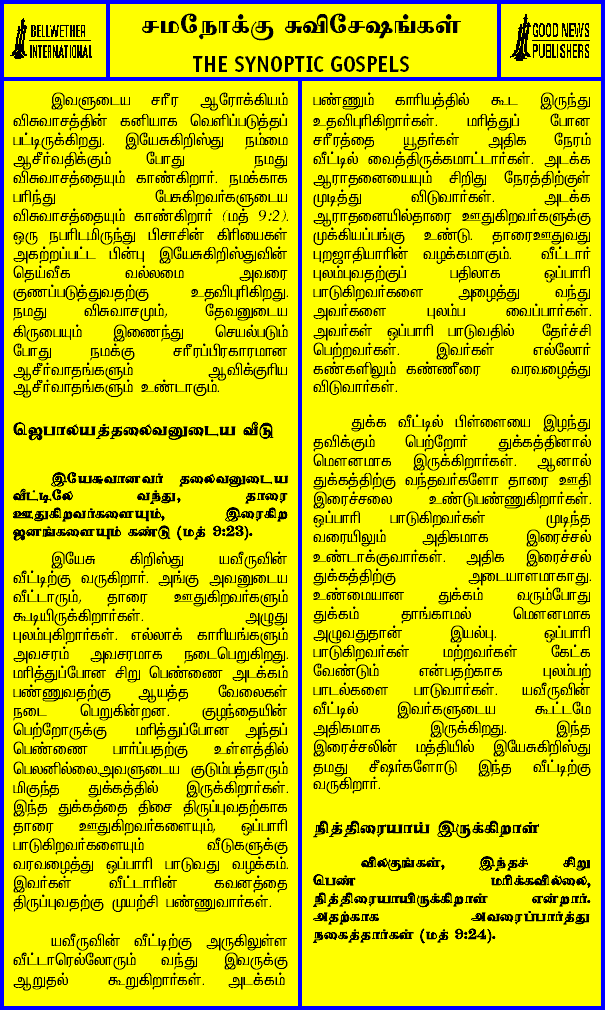 BELLWETHER
INTERNATIONAL
சமநோக்கு சுவிசேஷங்கள்
THE SYNOPTIC GOSPELS
GOOD NEWS
PUBLISHERS
இவளுடைய சரீர ஆரோக்கியம்
விசுவாசத்தின் கனியாக வெளிப்படுத்தப்
பட்டிருக்கிறது. இயேசுகிறிஸ்து நம்மை
ஆசீர்வதிக்கும் போது நமது
விசுவாசத்தையும் காண்கிறார். நமக்காக
பரிந்து பேசுகிறவர்களுடைய
விசுவாசத்தையும் காண்கிறார் (மத் 9:2).
ஒரு நபரிடமிருந்து பிசாசின் கிரியைகள்
அகற்றப்பட்ட பின்பு இயேசுகிறிஸ்துவின்
தெய்வீக வல்லமை அவரை
குணப்படுத்துவதற்கு உதவிபுரிகிறது.
நமது விசுவாசமும், தேவனுடைய
கிருபையும் இணைந்து செயல்படும்
போது நமக்கு சரீரப்பிரகாரமான
ஆசீர்வாதங்களும் ஆவிக்குரிய
ஆசீர்வாதங்களும் உண்டாகும்.
ஜெபாலயத்தலைவனுடைய வீடு
இயேசுவானவர் தலைவனுடைய
வீட்டிலே வந்து, தாரை
ஊதுகிறவர்களையும், இரைகிற
ஜனங்களையும் கண்டு (மத் 9:23).
இயேசு கிறிஸ்து யவீருவின்
வீட்டிற்கு வருகிறார். அங்கு அவனுடைய
வீட்டாரும், தாரை ஊதுகிறவர்களும்
கூடியிருக்கிறார்கள். அழுது
புலம்புகிறார்கள். எல்லாக் காரியங்களும்
அவசரம் அவசரமாக நடைபெறுகிறது.
மரித்துப்போன சிறு பெண்ணை அடக்கம்
பண்ணுவதற்கு ஆயத்த வேலைகள்
நடை பெறுகின்றன. குழந்தையின்
பெற்றோருக்கு மரித்துப்போன அந்தப்
பெண்ணை பார்ப்பதற்கு உள்ளத்தில்
பெலனில்லை.அவளுடைய குடும்பத்தாரும்
மிகுந்த துக்கத்தில் இருக்கிறார்கள்.
இந்த துக்கத்தை திசை திருப்புவதற்காக
தாரை ஊதுகிறவர்களையும், ஒப்பாரி
பாடுகிறவர்களையும் வீடுகளுக்கு
வரவழைத்து ஒப்பாரி பாடுவது வழக்கம்.
இவர்கள் வீட்டாரின் கவனத்தை
திருப்புவதற்கு முயற்சி பண்ணுவார்கள்.
யவீருவின் வீட்டிற்கு அருகிலுள்ள
வீட்டாரெல்லோரும் வந்து இவருக்கு
ஆறுதல் கூறுகிறார்கள். அடக்கம்
பண்ணும் காரியத்தில் கூட இருந்து
உதவிபுரிகிறார்கள். மரித்துப் போன
சரீரத்தை யூதர்கள் அதிக நேரம்
வீட்டில் வைத்திருக்கமாட்டார்கள். அடக்க
ஆராதனையையும் சிறிது நேரத்திற்குள்
முடித்து விடுவார்கள். அடக்க
ஆராதனையில்தாரை ஊதுகிறவர்களுக்கு
முக்கியப்பங்கு உண்டு. தாரைஊதுவது
புறஜாதியாரின் வழக்கமாகும். வீட்டார்
புலம்புவதற்குப் பதிலாக ஒப்பாரி
பாடுகிறவர்களை அழைத்து வந்து
அவர்களை புலம்ப வைப்பார்கள்.
அவர்கள் ஒப்பாரி பாடுவதில் தேர்ச்சி
பெற்றவர்கள். இவர்கள் எல்லோர்
கண்களிலும் கண்ணீரை வரவழைத்து
விடுவார்கள்.
துக்க வீட்டில் பிள்ளையை இழந்து
தவிக்கும் பெற்றோர் துக்கத்தினால்
மௌனமாக இருக்கிறார்கள். ஆனால்
துக்கத்திற்கு வந்தவர்களோ தாரை ஊதி
இரைச்சலை உண்டுபண்ணுகிறார்கள்.
ஒப்பாரி பாடுகிறவர்கள் முடிந்த
வரையிலும் அதிகமாக இரைச்சல்
உண்டாக்குவார்கள். அதிக இரைச்சல்
துக்கத்திற்கு அடையாளமாகாது.
உண்மையான துக்கம் வரும்போது
துக்கம் தாங்காமல் மௌனமாக
அழுவதுதான் இயல்பு. ஒப்பாரி
பாடுகிறவர்கள் மற்றவர்கள் கேட்க
வேண்டும் என்பதற்காக புலம்பற்
பாடல்களை பாடுவார்கள். யவீருவின்
வீட்டில் இவர்களுடைய கூட்டமே
அதிகமாக இருக்கிறது. இந்த
இரைச்சலின் மத்தியில் இயேசுகிறிஸ்து
தமது சீஷர்களோடு இந்த வீட்டிற்கு
வருகிறார்.
நித்திரையாய் இருக்கிறாள்
விலகுங்கள், இந்தச் சிறு
பெண் மரிக்கவில்லை,
நித்திரையாயிருக்கிறாள் என்றார்.
அதற்காக அவரைப்பார்த்து
நகைத்தார்கள் (மத் 9:24).